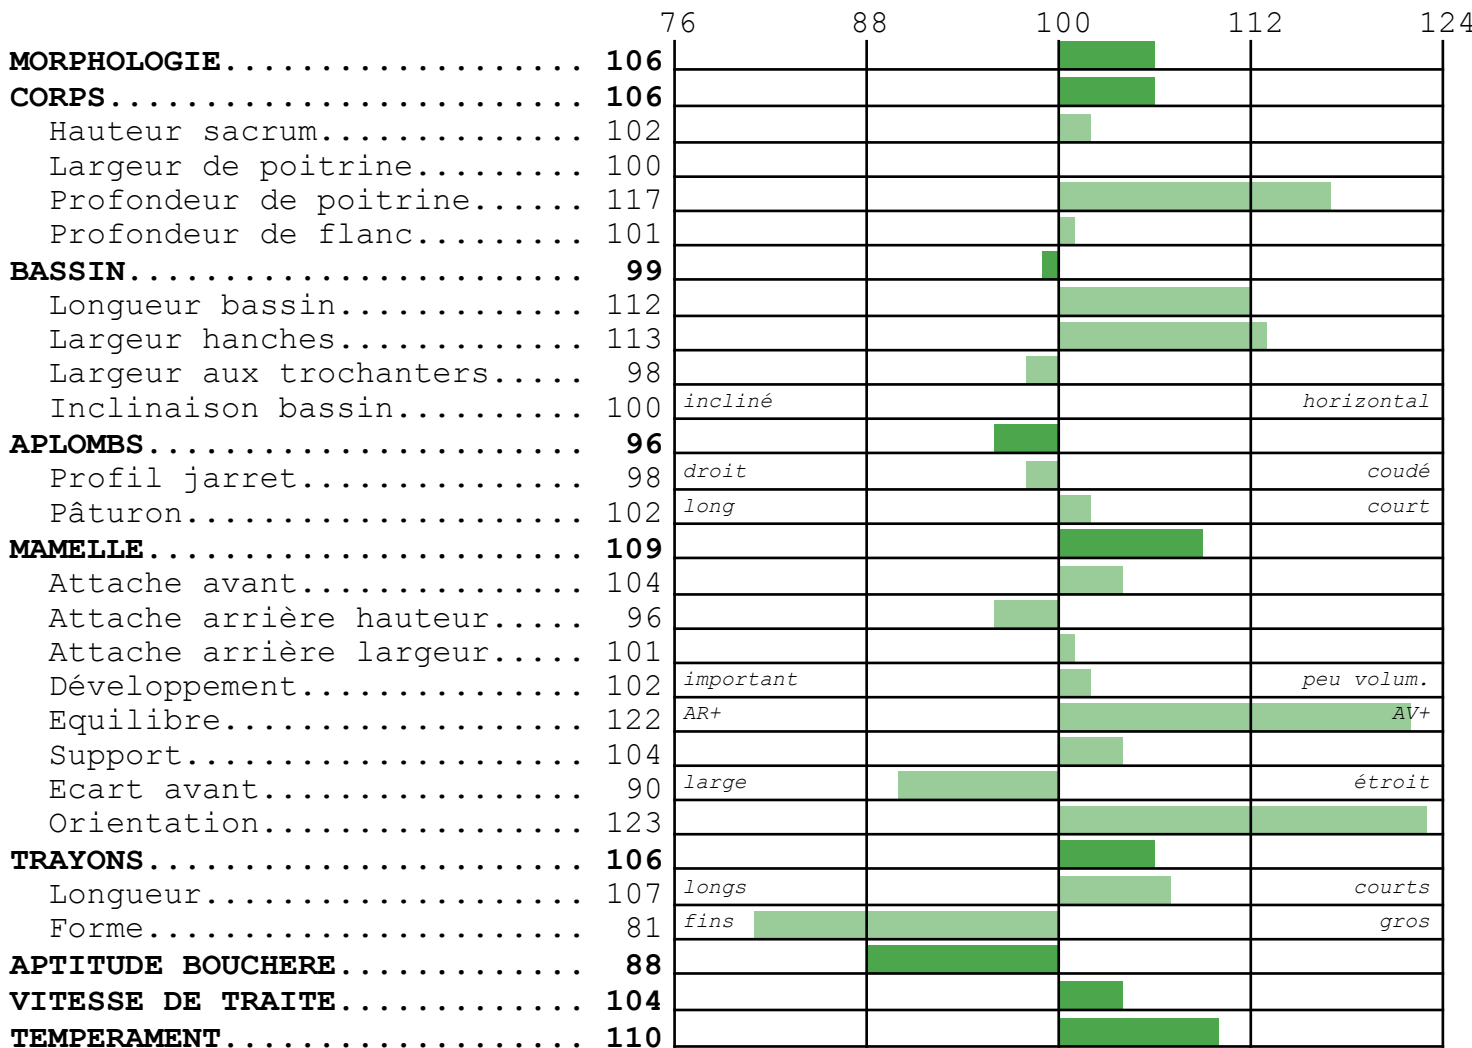 76 88 100 112 124
MORPHOLOGIE................... 106
CORPS......................... 106
Hauteur sacrum.............. 102
Largeur de poitrine......... 100
Profondeur de poitrine...... 117
Profondeur de flanc......... 101
BASSIN........................ 99
Longueur bassin............. 112
Largeur hanches............. 113
Largeur aux trochanters..... 98
Inclinaison bassin.......... 100 incliné horizontal
APLOMBS....................... 96
Profil jarret............... 98 droit coudé
Pâturon..................... 102 long court
MAMELLE....................... 109
Attache avant............... 104
Attache arrière hauteur..... 96
Attache arrière largeur..... 101
Développement............... 102 important peu volum.
Equilibre................... 122 AR+ AV+
Support..................... 104
Ecart avant................. 90 large étroit
Orientation................. 123
TRAYONS....................... 106
Longueur.................... 107 longs courts
Forme....................... 81 fins gros
APTITUDE BOUCHERE............. 88
VITESSE DE TRAITE............. 104
TEMPERAMENT................... 110